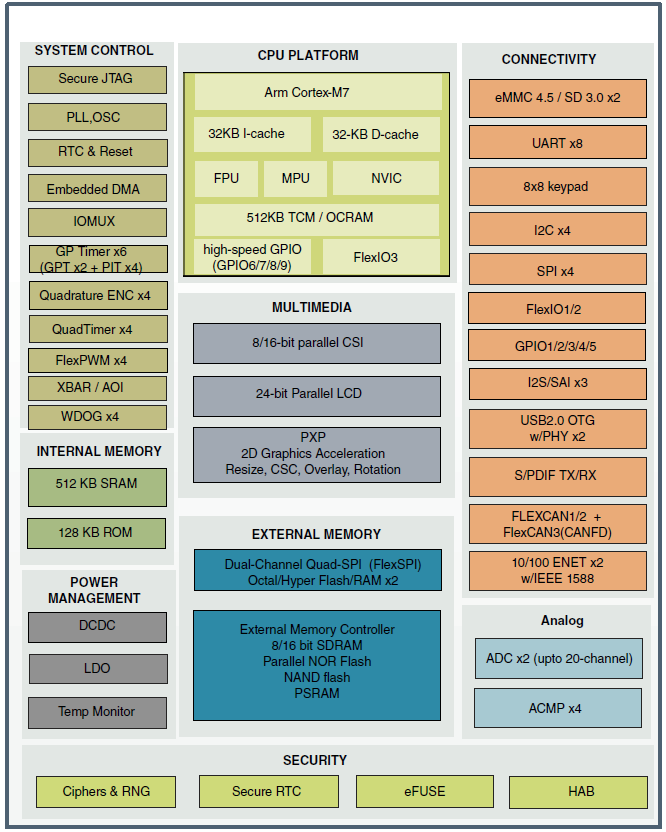 SYSTEM CONTROL
Secure JTAG
PLL,OSC
RTC & Reset
Embedded DMA
IOMUX
GP Timer x6
(GPT x2 + PIT x4)
Quadrature ENC x4
QuadTimer x4
FlexPWM x4
XBAR / AOI
WDOG x4
INTERNAL MEMORY
512 KB SRAM
128 KB ROM
POWER
MANAGEMENT
DCDC
LDO
Temp Monitor
CPU PLATFORM
Arm Cortex-M7
32KB I-cache
32-KB D-cache
FPU
MPU
NVIC
512KB TCM / OCRAM
high-speed GPIO
(GPIO6/7/8/9)
FlexIO3
MULTIMEDIA
8/16-bit parallel CSI
24-bit Parallel LCD
PXP
2D Graphics Acceleration
Resize, CSC, Overlay, Rotation
EXTERNAL MEMORY
Dual-Channel Quad-SPI (FlexSPI)
Octal/Hyper Flash/RAM x2
External Memory Controller
8/16 bit SDRAM
Parallel NOR Flash
NAND flash
PSRAM
CONNECTIVITY
eMMC 4.5 / SD 3.0 x2
UART x8
8x8 keypad
I2C x4
SPI x4
FlexIO1/2
GPIO1/2/3/4/5
I2S/SAI x3
USB2.0 OTG
w/PHY x2
S/PDIF TX/RX
FLEXCAN1/2 +
FlexCAN3(CANFD)
10/100 ENET x2
w/IEEE 1588
Analog
ADC x2 (upto 20-channel)
ACMP x4
SECURITY
Ciphers & RNG
Secure RTC
eFUSE
HAB